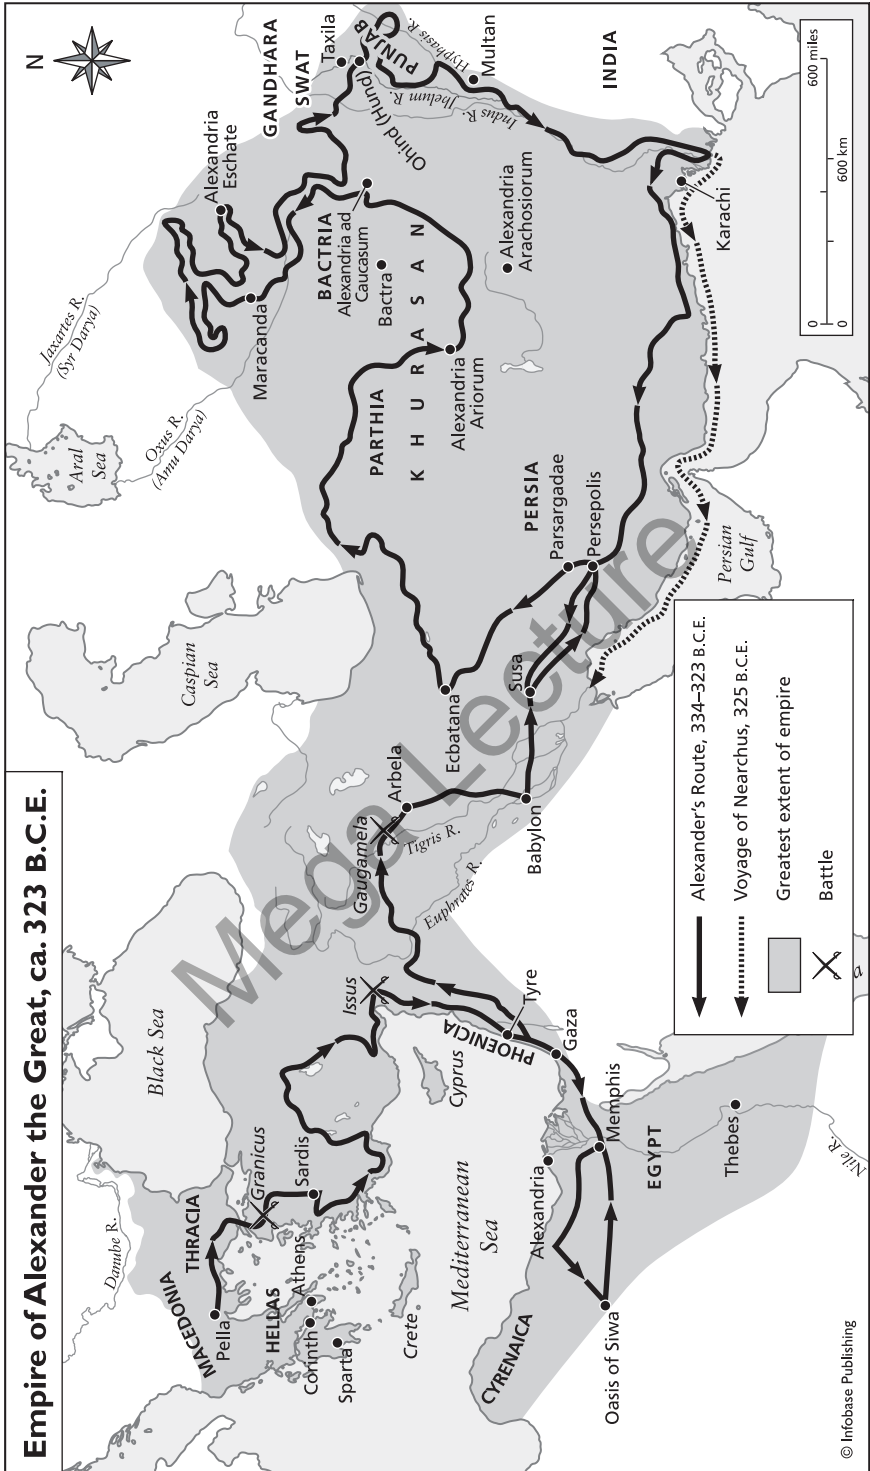 Empire of Alexander the Great, ca. 323 B.C.E.
N
Danube R.
Black Sea
Caspian
Sea
Aral
Sea
Jaxartes R.
(Syr Darya)
Oxus R.
(Amu Darya)
MACEDONIA
Pella
THRACIA
Granicus
HELLAS
Athens
Corinth
Sparta
Sardis
Crete
Mediterranean
Sea
Cyprus
Issus
PHOENICIA
Tyre
Gaza
CYRENAICA
Alexandria
Memphis
Oasis of Siwa
EGYPT
Thebes
Nile R.
Gaugamela
Arbela
Tigris R.
Euphrates R.
Babylon
Ecbatana
Susa
PERSIA
Parsargadae
Persepolis
Persian
Gulf
PARTHIA
KHURASAN
Alexandria
Ariorum
Maracanda
Alexandria
Eschate
BACTRIA
Alexandria ad
Caucasum
Bactra
Alexandria
Arachosiorum
GANDHARA
SWAT
Taxila
Ohind (Hund)
PUNJAB
Hyphasis R.
Jhelum R.
Indus R.
Multan
INDIA
Karachi
Mega Lecture
Alexander's Route, 334–323 B.C.E.
Voyage of Nearchus, 325 B.C.E.
Greatest extent of empire
Battle
a
0 600 miles
0 600 km
© Infobase Publishing